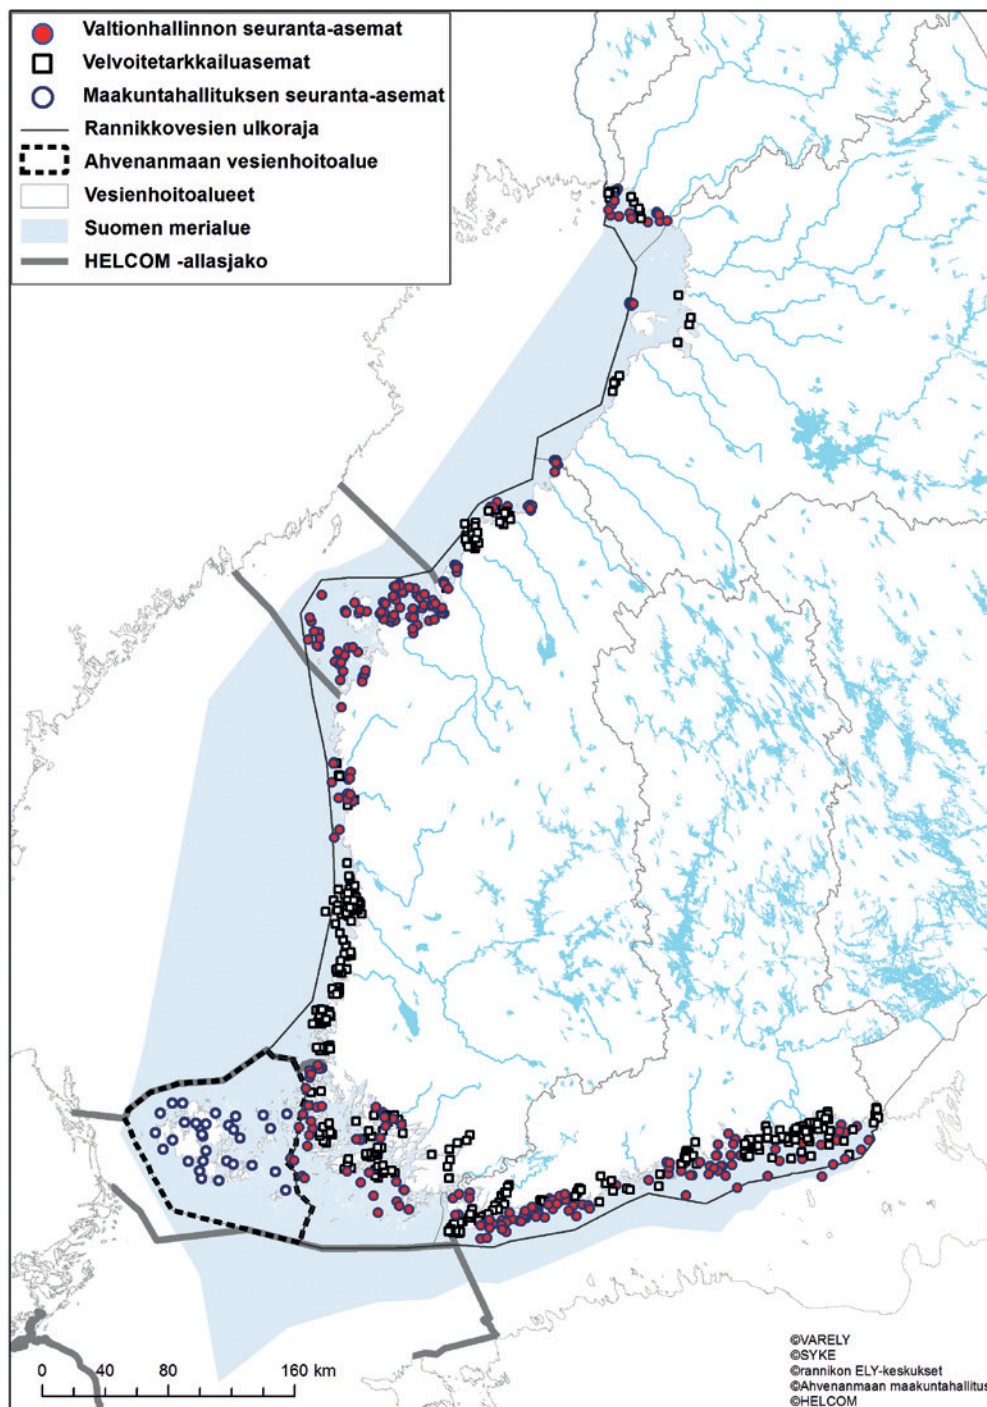 Valtionhallinnon seuranta-asemat
Velvoitetarkkailuasemat
Maakuntahallituksen seuranta-asemat
Rannikkovesien ulkoraja
Ahvenanmaan vesienhoitoalue
Vesienhoitoalueet
Suomen merialue
HELCOM -allasjako
0 40 80 160 km
©VARELY
©SYKE
©rannikon ELY-keskukset
©Ahvenanmaan maakuntahallitus
©HELCOM